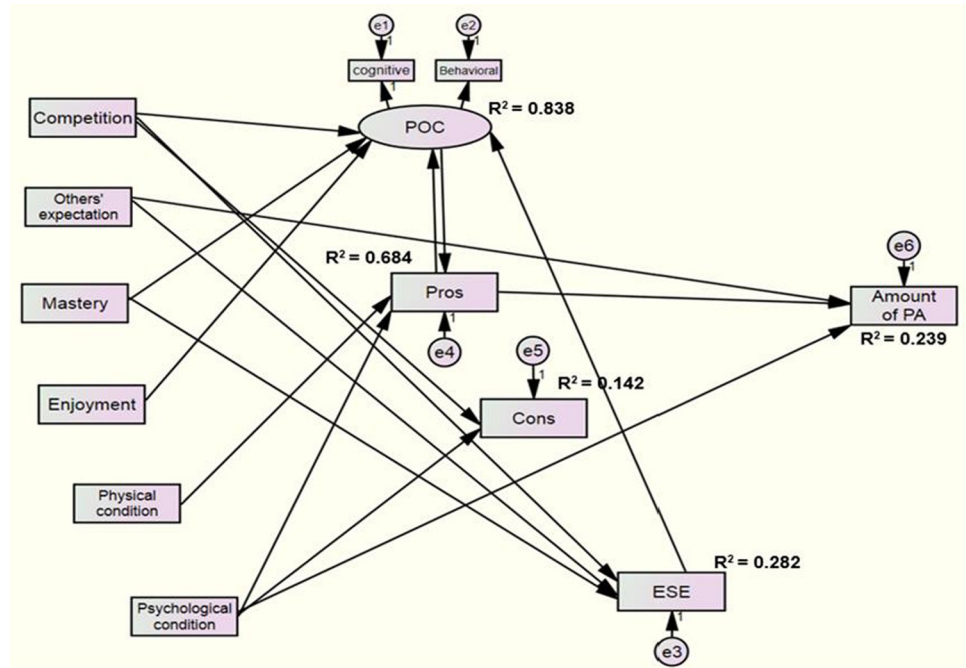 e1
e2
1
1
cognitive
Behavioral
1
R² = 0.838
Competition
POC
Others'
expectation
R² = 0.684
e6
1
Mastery
Pros
Amount
of PA
1
R² = 0.239
e4
e5
1
R² = 0.142
Enjoyment
Cons
Physical
condition
R² = 0.282
ESE
Psychological
condition
1
e3